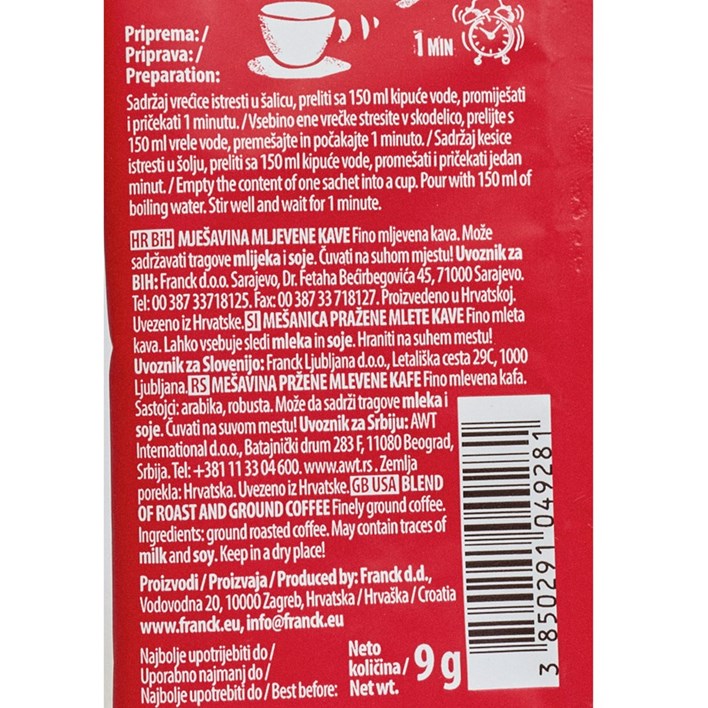 Priprema: /
Priprava: /
Preparation:
1 MIN
Sadržaj vrećice istresti u šalicu, preliti sa 150 ml kipuće vode, promiješati
i pričekati 1 minutu. / Vsebino ene vrečke stresite v skodelico, prelijte s
150 ml vrele vode, premešajte in počakajte 1 minuto. / Sadržaj kesice
istresti u šolju, preliti sa 150 ml kipuće vode, promešati i pričekati jedan
minut. / Empty the content of one sachet into a cup. Pour with 150 ml of
boiling water. Stir well and wait for 1 minute.
HR BiH MJEŠAVINA MLJEVENE KAVE Fino mljevena kava. Može
sadržavati tragove mlijeka i soje. Čuvati na suhom mjestu! Uvoznik za
BIH: Franck d.o.o. Sarajevo, Dr. Fetaha Bećirbegovića 45, 71000 Sarajevo.
Tel: 00 387 33718125. Fax: 00 387 33 718127. Proizvedeno u Hrvatskoj.
Uvezeno iz Hrvatske. SI MEŠANICA PRAŽENE MLETE KAVE Fino mleta
kava. Lahko vsebuje sledi mleka in soje. Hraniti na suhem mestu!
Uvoznik za Slovenijo: Franck Ljubljana d.o.o., Letališka cesta 29C, 1000
Ljubljana. RS MEŠAVINA PRŽENE MLEVENE KAFE Fino mlevena kafa.
Sastojci: arabika, robusta. Može da sadrži tragove mleka i
soje. Čuvati na suvom mestu! Uvoznik za Srbiju: AWT
International d.o.o., Batajnički drum 283 F, 11080 Beograd,
Srbija. Tel: +381 11 33 04 600. www.awt.rs . Zemlja
porekla: Hrvatska. Uvezeno iz Hrvatske. GB USA BLEND
OF ROAST AND GROUND COFFEE Finely ground coffee.
Ingredients: ground roasted coffee. May contain traces of
milk and soy. Keep in a dry place!
Proizvodi / Proizvaja / Produced by: Franck d.d.,
Vodovodna 20, 10000 Zagreb, Hrvatska / Hrvaška / Croatia
www.franck.eu, info@franck.eu
Najbolje upotrijebiti do /
Uporabno najmanj do /
Najbolje upotrebiti do / Best before:
Neto
količina /
Net wt.
9 g
3 850291 049281